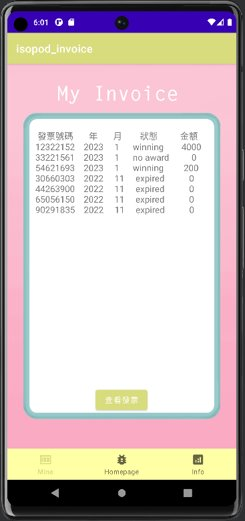 6:01
isopod_invoice
My Invoice
發票號碼 年 月 狀態 金額
12322152 2023 1 winning 4000
33221561 2023 1 no award 0
54621693 2023 1 winning 200
30660303 2022 11 expired 0
44263900 2022 11 expired 0
65056150 2022 11 expired 0
90291835 2022 11 expired 0
查看發票
Mine Homepage Info